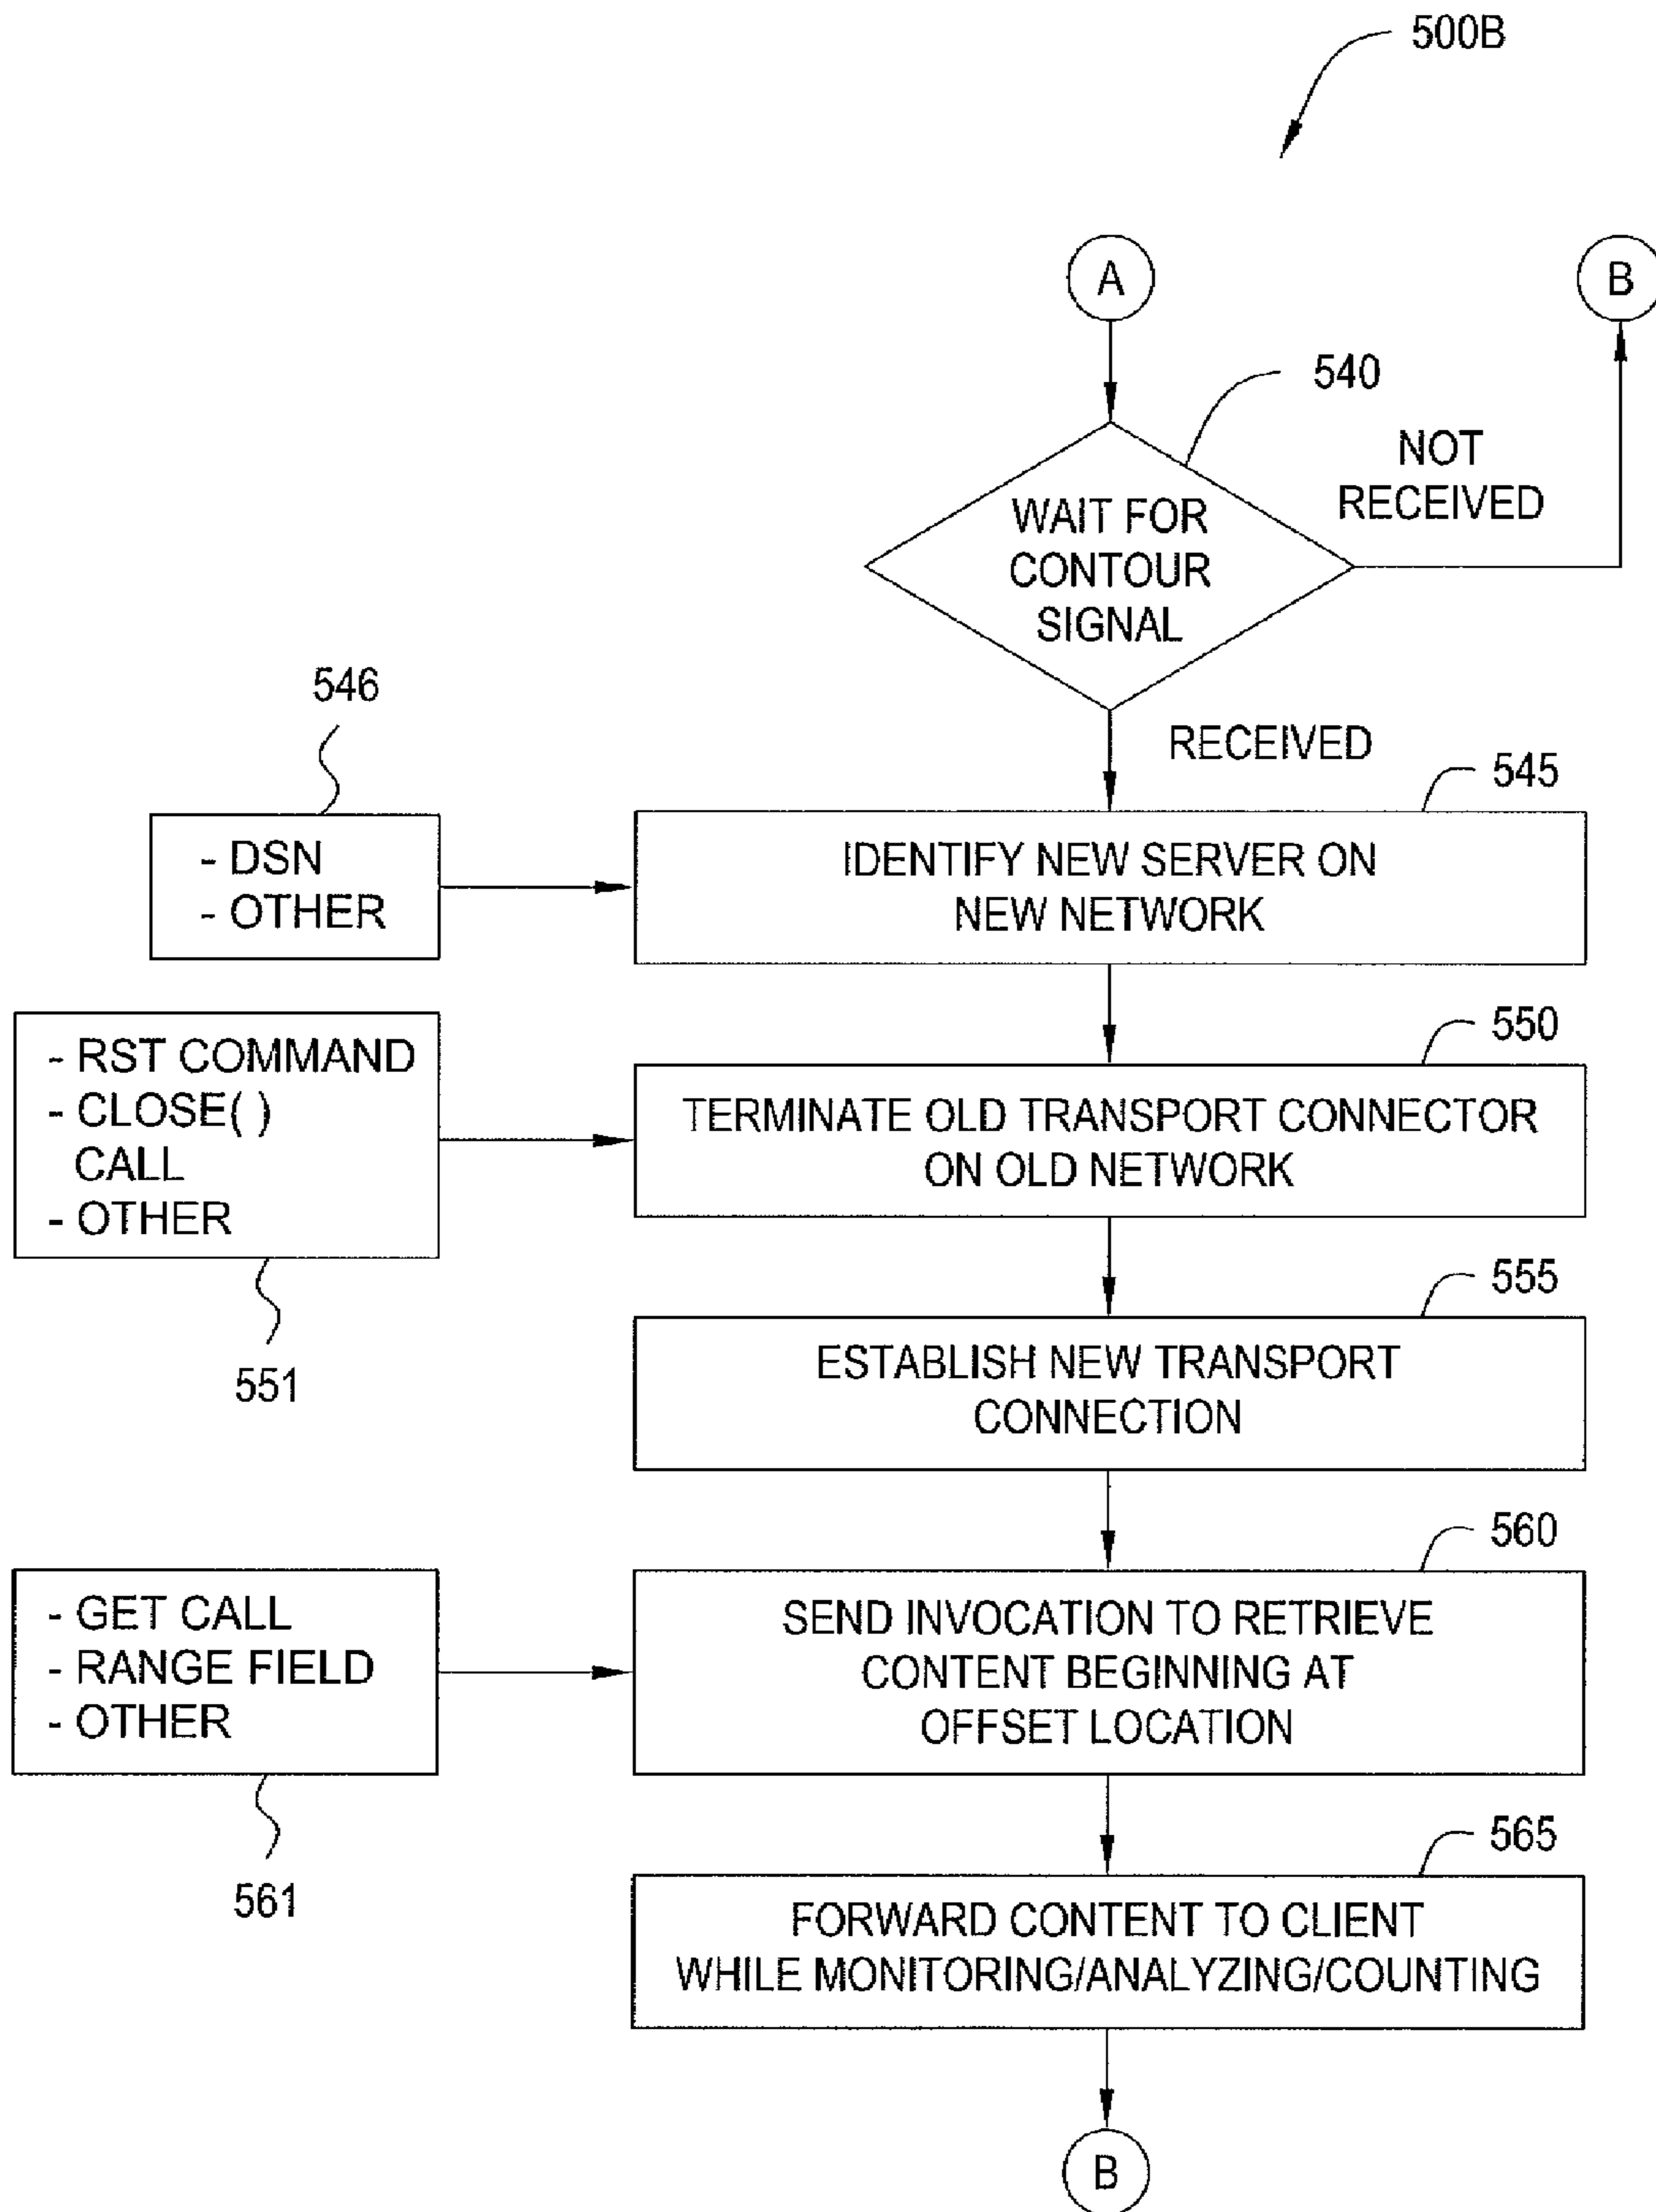 500B
A
B
540
NOT
RECEIVED
WAIT FOR
CONTOUR
SIGNAL
RECEIVED
546
545
- DSN
- OTHER
IDENTIFY NEW SERVER ON
NEW NETWORK
550
- RST COMMAND
- CLOSE( )
CALL
- OTHER
TERMINATE OLD TRANSPORT CONNECTOR
ON OLD NETWORK
551
555
ESTABLISH NEW TRANSPORT
CONNECTION
560
- GET CALL
- RANGE FIELD
- OTHER
SEND INVOCATION TO RETRIEVE
CONTENT BEGINNING AT
OFFSET LOCATION
561
565
FORWARD CONTENT TO CLIENT
WHILE MONITORING/ANALYZING/COUNTING
B